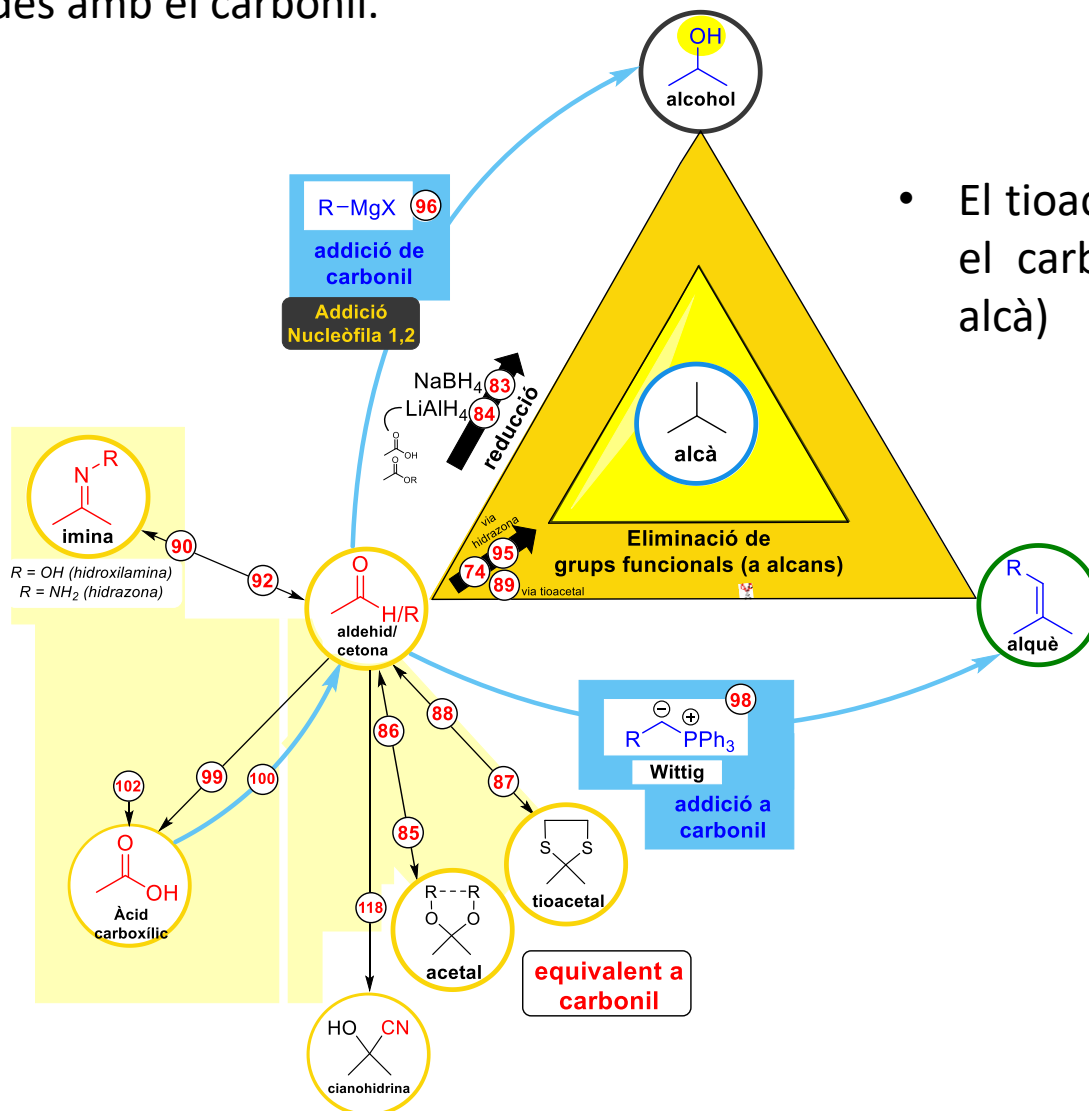 des amb el carbonil.
OH
alcohol
R–MgX
96
addició de
carbonil
Addició
Nucleòfila 1,2
• El tioac
el carb
alcà)
NaBH4
83
LiAlH4
84
reducció
O
OH
O
OR
alcà
N
R
imina
90
92
R = OH (hidroxilamina)
R = NH2 (hidrazona)
via
hidrazona
95
74
89
via tioacetal
Eliminació de
grups funcionals (a alcans)
O
H/R
aldehid/
cetona
R
alquè
88
86
98
R
PPh3
Wittig
addició a
carbonil
99
100
102
87
85
O
OH
Àcid
carboxílic
S S
tioacetal
118
R---R
O O
acetal
equivalent a
carbonil
HO CN
cianohidrina